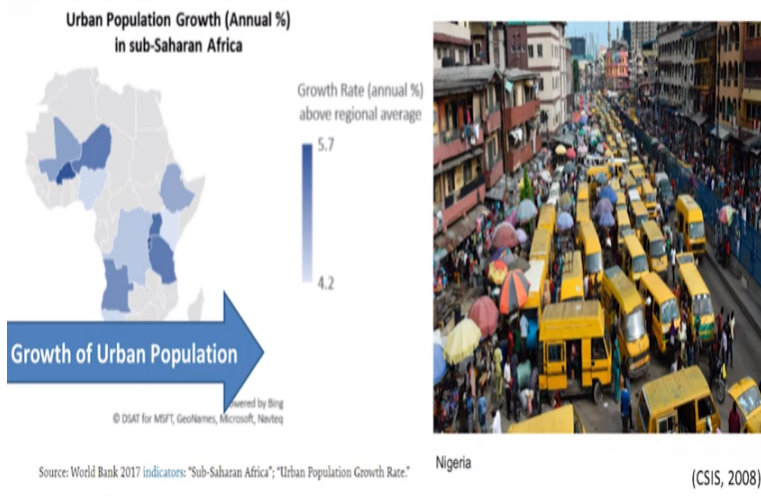 Urban Population Growth (Annual %)
in sub-Saharan Africa
Growth Rate (annual %)
above regional average
5.7
4.2
Growth of Urban Population
owered by Bing
© DSAT for MSFT, GeoNames, Microsoft, Navteq
Source: World Bank 2017 indicators: “Sub-Saharan Africa”; “Urban Population Growth Rate.”
Nigeria
(CSIS, 2008)